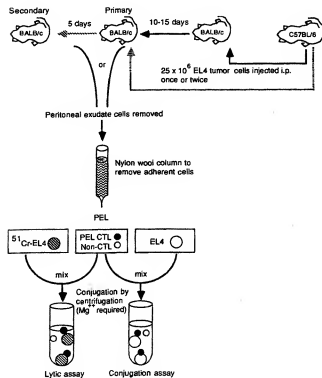 Secondary
Primary
5 days
10-15 days
BALB/c
BALB/c
BALB/c
C57BL/6
or
25 x 10⁶ EL4 tumor cells injected i.p.
once or twice
Peritoneal exudate cells removed
Nylon wool column to
remove adherent cells
PEL
⁵¹Cr-EL4
PEL CTL
Non-CTL
EL4
mix
mix
Conjugation by
centrifugation
(Mg⁺⁺ required)
Lytic assay
Conjugation assay